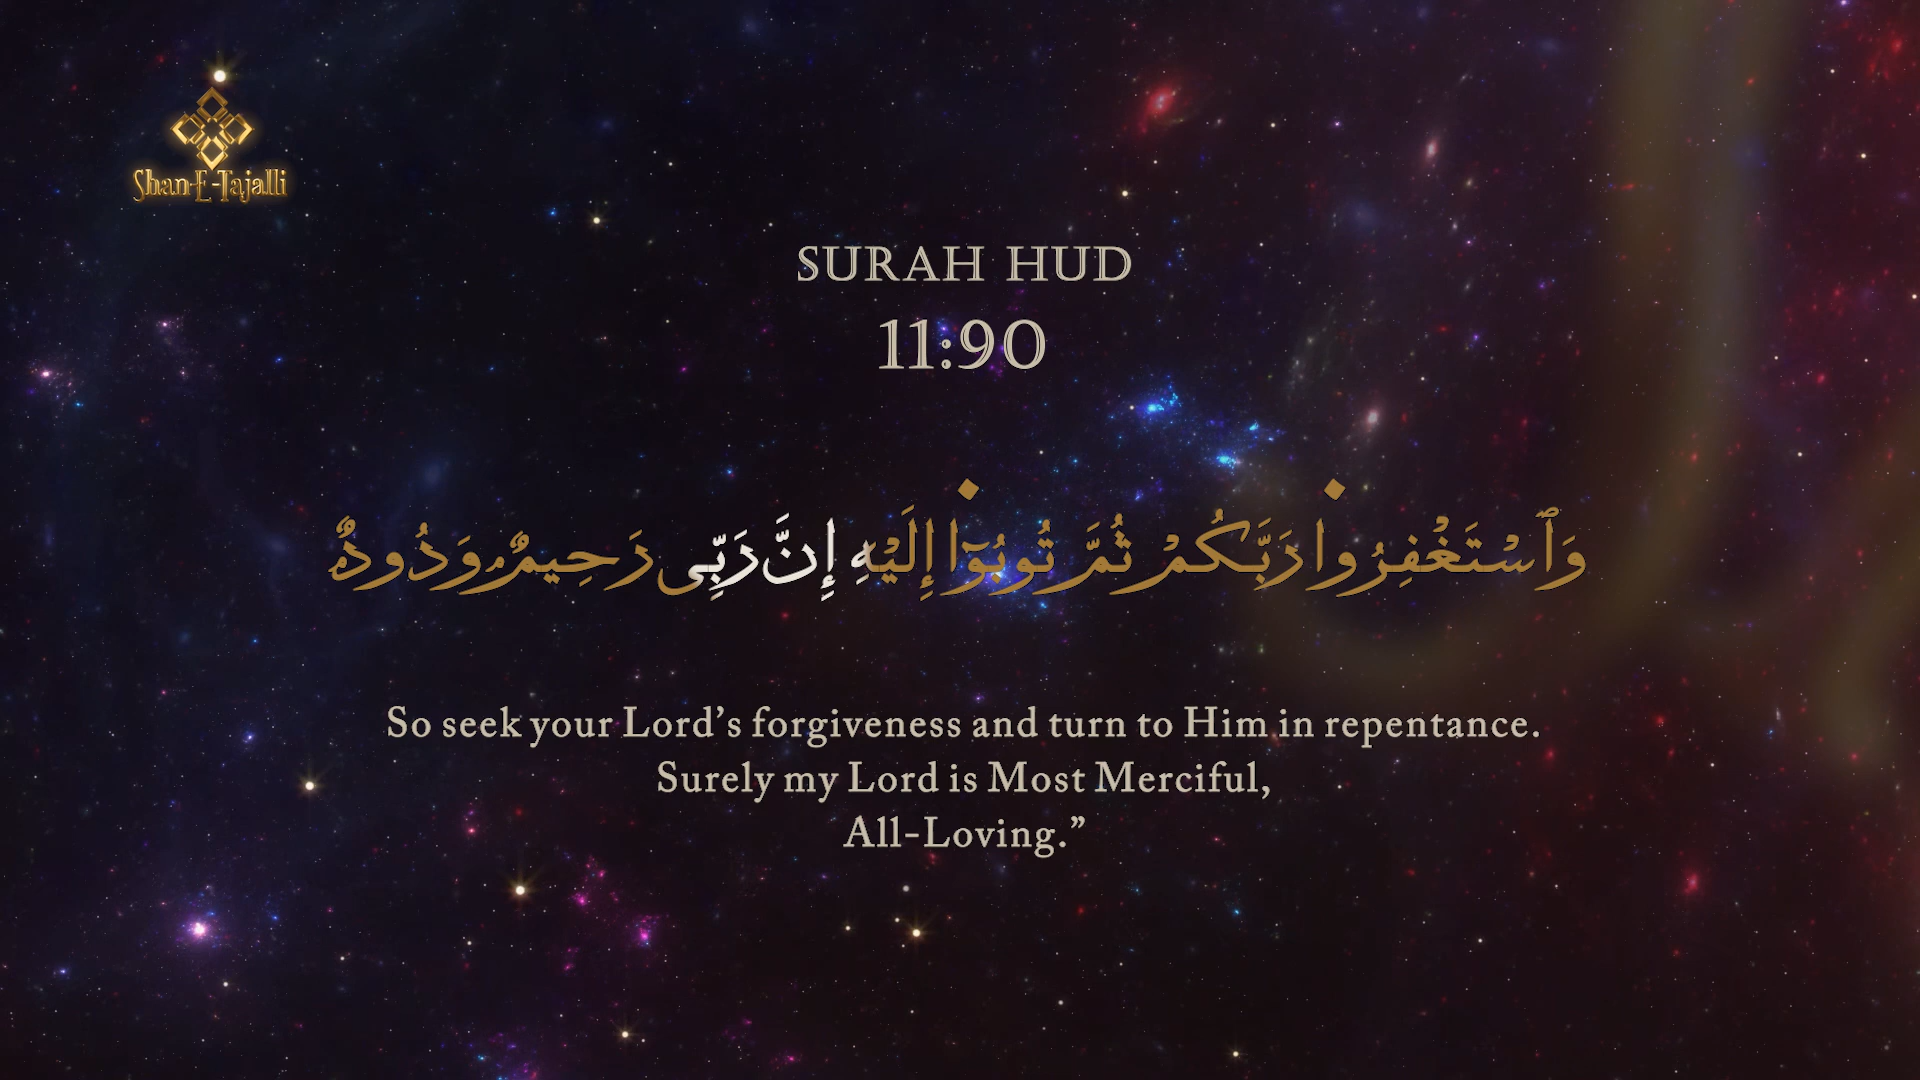 Shan-E-Tajalli
SURAH HUD
11:90
وَٱسْتَغْفِرُوا۟ رَبَّكُمْ ثُمَّ تُوبُوٓا۟ إِلَيْهِ إِنَّ رَبِّى رَحِيمٌ وَدُودٌ
So seek your Lord’s forgiveness and turn to Him in repentance.
Surely my Lord is Most Merciful,
All-Loving.”